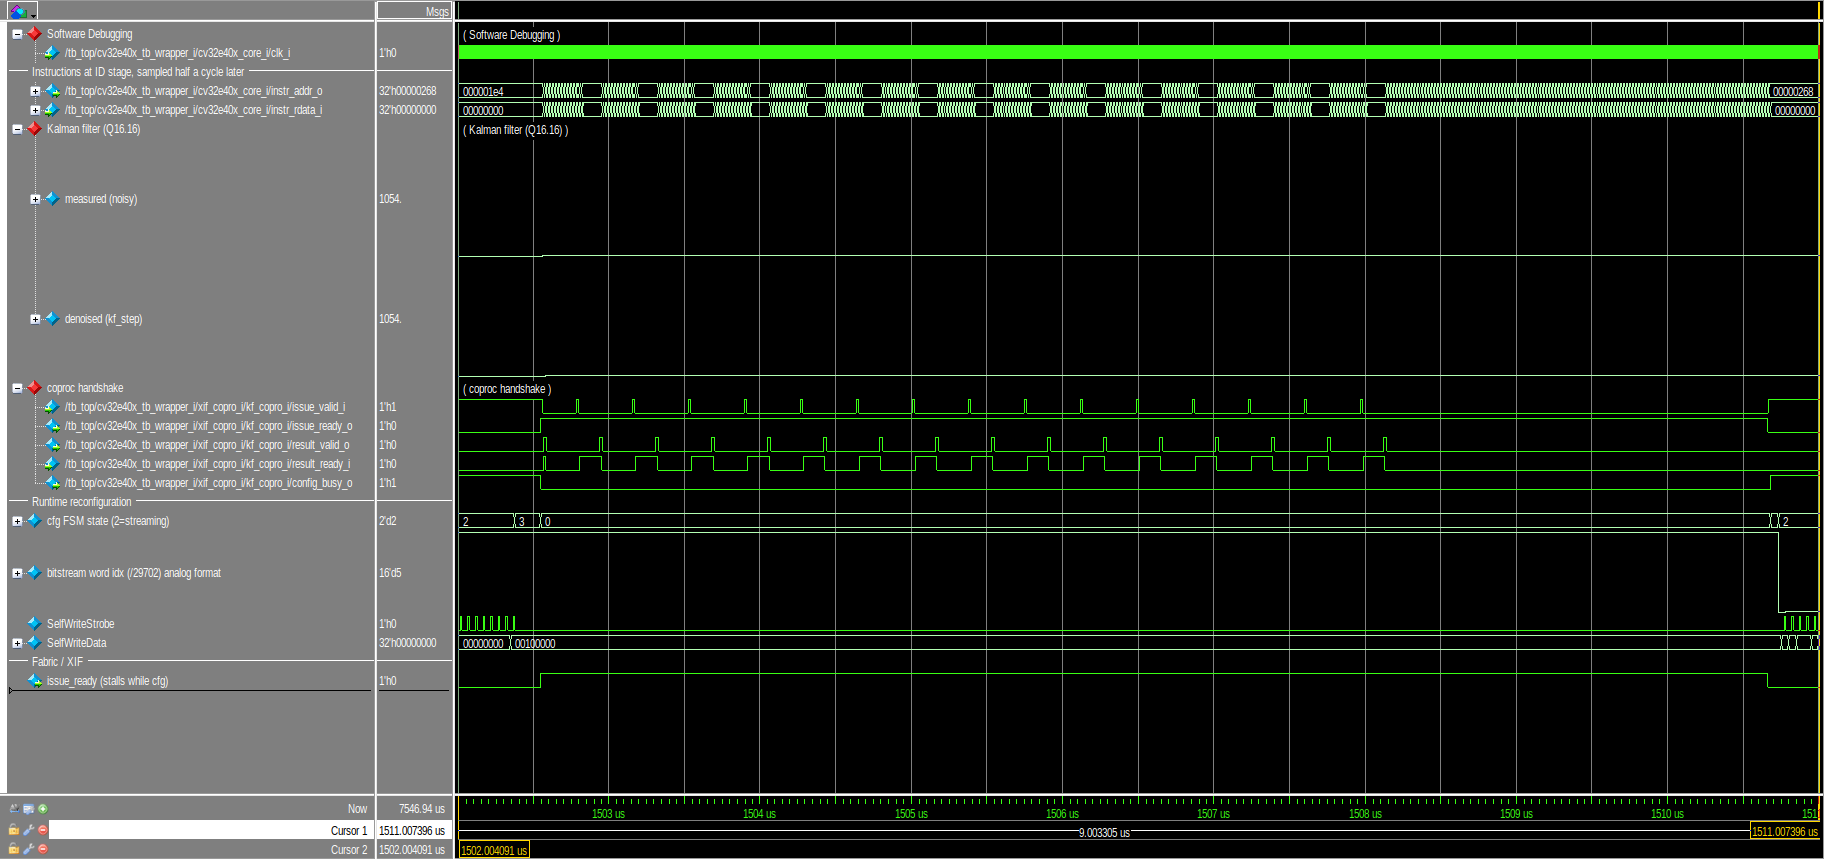 Msgs
Software Debugging
( Software Debugging )
/tb_top/cv32e40x_tb_wrapper_i/cv32e40x_core_i/clk_i 1'h0
Instructions at ID stage, sampled half a cycle later
/tb_top/cv32e40x_tb_wrapper_i/cv32e40x_core_i/instr_addr_o 32'h00000268 000001e4 00000268
/tb_top/cv32e40x_tb_wrapper_i/cv32e40x_core_i/instr_rdata_i 32'h00000000 00000000 00000000
Kalman filter (Q16.16) ( Kalman filter (Q16.16) )
measured (noisy) 1054.
denoised (kf_step) 1054.
coproc handshake ( coproc handshake )
/tb_top/cv32e40x_tb_wrapper_i/xif_copro_i/kf_copro_i/issue_valid_i 1'h1
/tb_top/cv32e40x_tb_wrapper_i/xif_copro_i/kf_copro_i/issue_ready_o 1'h0
/tb_top/cv32e40x_tb_wrapper_i/xif_copro_i/kf_copro_i/result_valid_o 1'h0
/tb_top/cv32e40x_tb_wrapper_i/xif_copro_i/kf_copro_i/result_ready_i 1'h0
/tb_top/cv32e40x_tb_wrapper_i/xif_copro_i/kf_copro_i/config_busy_o 1'h1
Runtime reconfiguration
cfg FSM state (2=streaming) 2'd2 2 3 0 2
bitstream word idx (/29702) analog format 16'd5
SelfWriteStrobe 1'h0
SelfWriteData 32'h00000000 00000000 00100000
Fabric / XIF
issue_ready (stalls while cfg) 1'h0
Now 7546.94 us 1503 us 1504 us 1505 us 1506 us 1507 us 1508 us 1509 us 1510 us 151
Cursor 1 1511.007396 us 9.003305 us 1511.007396 us
Cursor 2 1502.004091 us 1502.004091 us